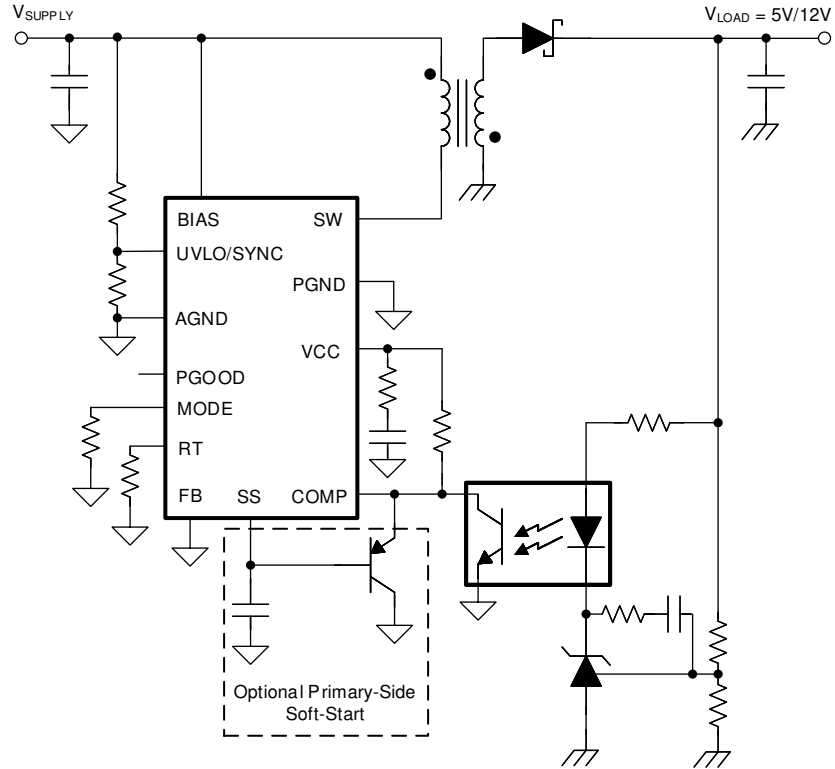 VSUPPLY
VLOAD = 5V/12V
BIAS
SW
UVLO/SYNC
PGND
AGND
VCC
PGOOD
MODE
RT
FB
SS
COMP
Optional Primary-Side
Soft-Start